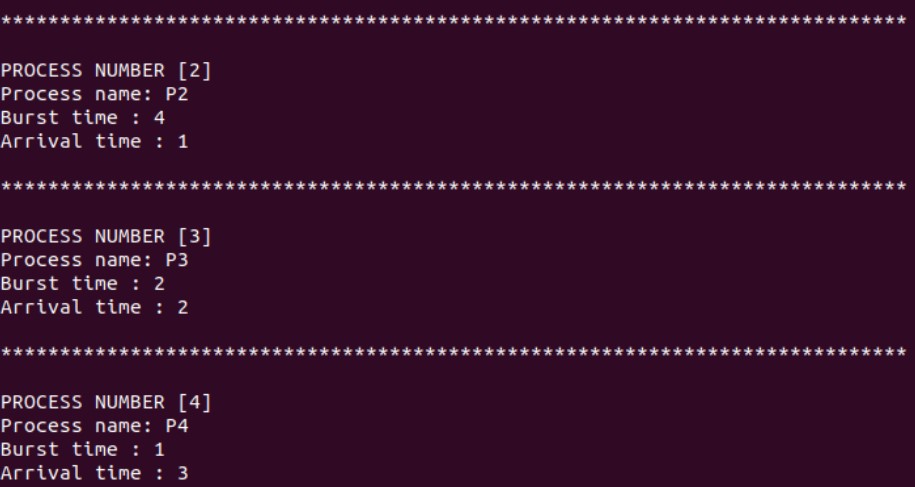 *****************************************************************************
PROCESS NUMBER [2]
Process name: P2
Burst time : 4
Arrival time : 1
*****************************************************************************
PROCESS NUMBER [3]
Process name: P3
Burst time : 2
Arrival time : 2
*****************************************************************************
PROCESS NUMBER [4]
Process name: P4
Burst time : 1
Arrival time : 3